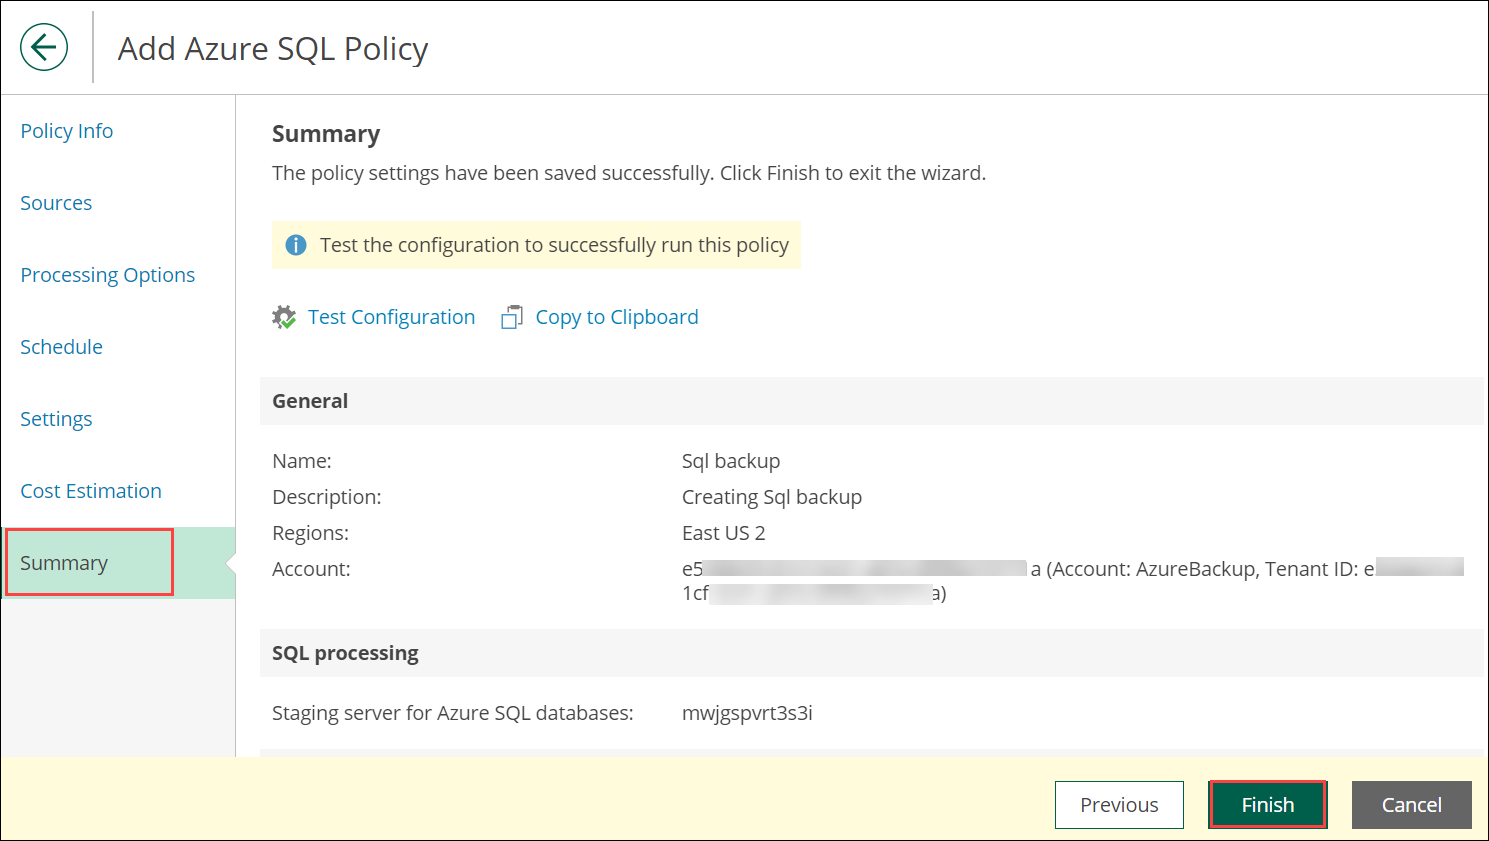 Add Azure SQL Policy
Policy Info
Sources
Processing Options
Schedule
Settings
Cost Estimation
Summary
Summary
The policy settings have been saved successfully. Click Finish to exit the wizard.
Test the configuration to successfully run this policy
Test Configuration
Copy to Clipboard
General
Name: Sql backup
Description: Creating Sql backup
Regions: East US 2
Account: e5 a (Account: AzureBackup, Tenant ID: e
1cf a)
SQL processing
Staging server for Azure SQL databases: mwjgspvrt3s3i
Previous Finish Cancel